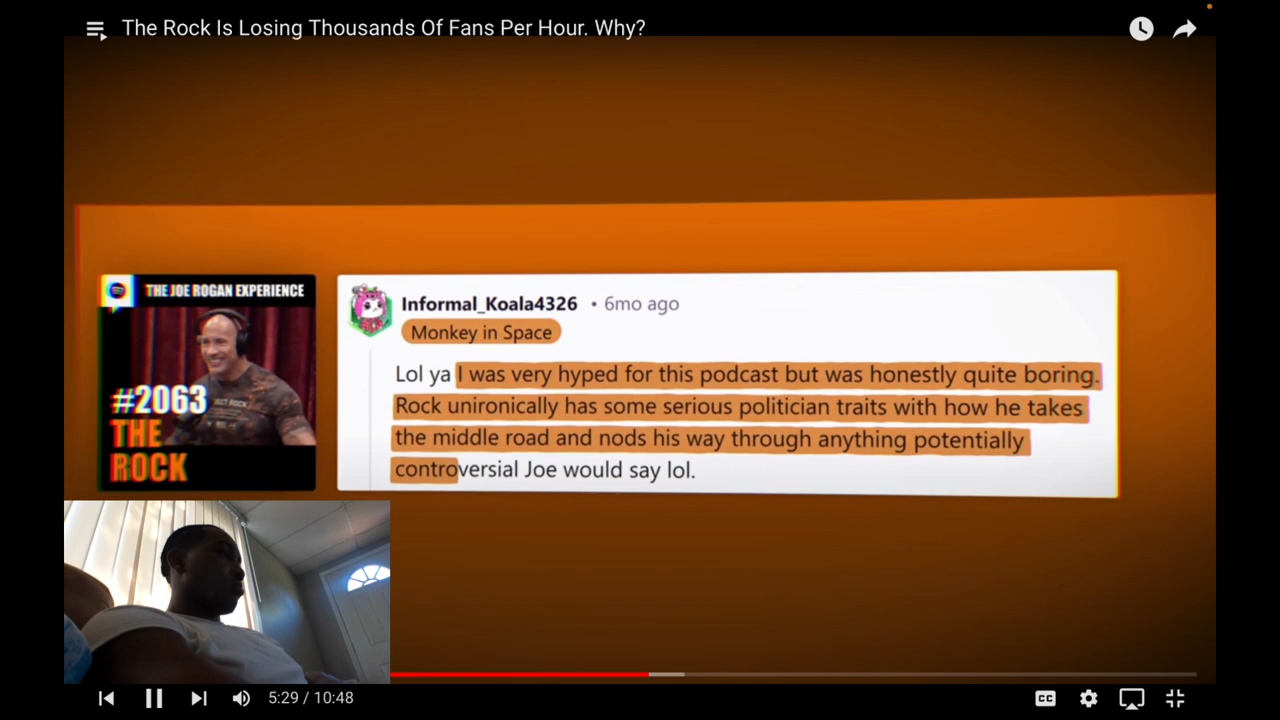 The Rock Is Losing Thousands Of Fans Per Hour. Why?
THE JOE ROGAN EXPERIENCE
#2063
THE
ROCK
Informal_Koala4326 • 6mo ago
Monkey in Space
Lol ya I was very hyped for this podcast but was honestly quite boring.
Rock unironically has some serious politician traits with how he takes
the middle road and nods his way through anything potentially
controversial Joe would say lol.
5:29 / 10:48
CC